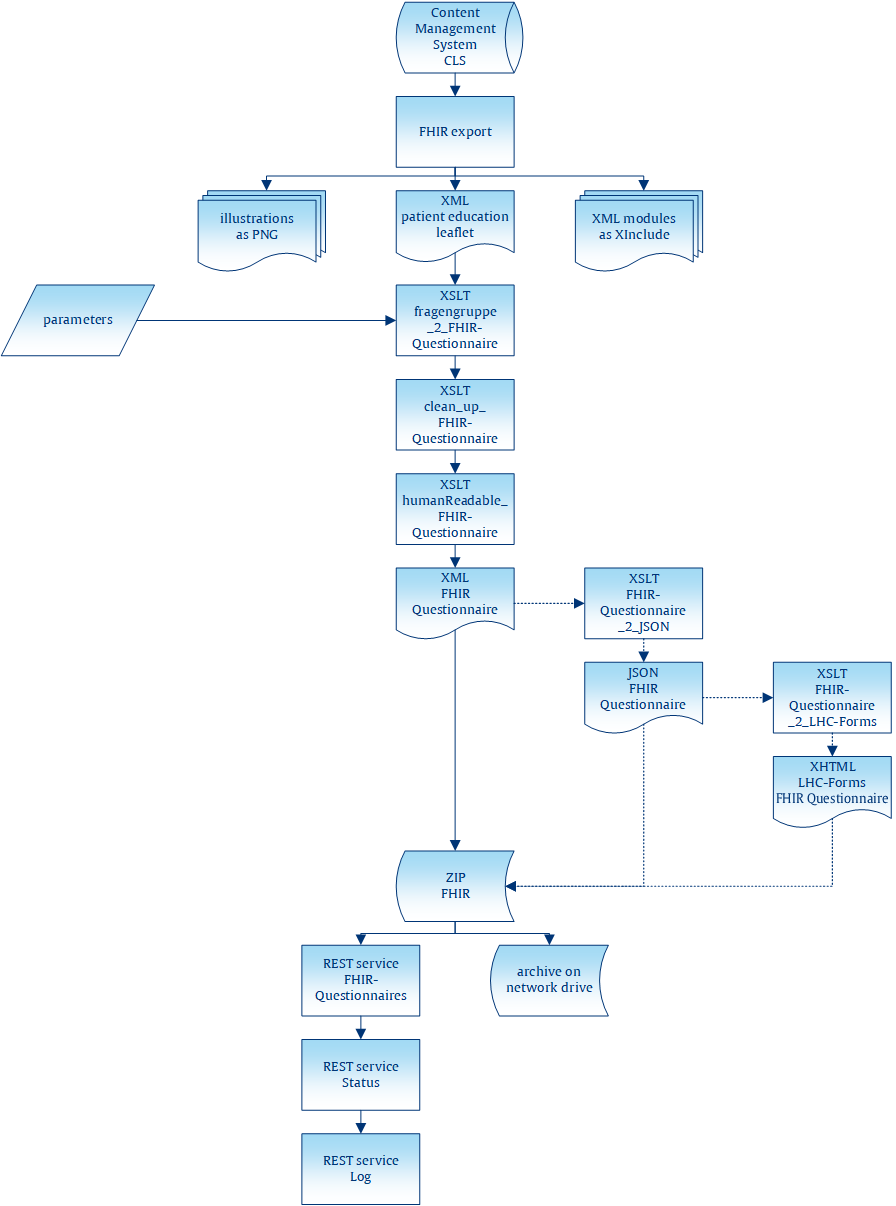 Content
Management
System
CLS
FHIR export
illustrations
as PNG
XML
patient education
leaflet
XML modules
as XInclude
parameters
XSLT
fragengruppe
_2_FHIR-
Questionnaire
XSLT
clean_up_
FHIR-
Questionnaire
XSLT
humanReadable_
FHIR-
Questionnaire
XML
FHIR
Questionnaire
XSLT
FHIR-
Questionnaire
_2_JSON
JSON
FHIR
Questionnaire
XSLT
FHIR-
Questionnaire
_2_LHC-Forms
XHTML
LHC-Forms
FHIR Questionnaire
ZIP
FHIR
REST service
FHIR-
Questionnaires
archive on
network drive
REST service
Status
REST service
Log